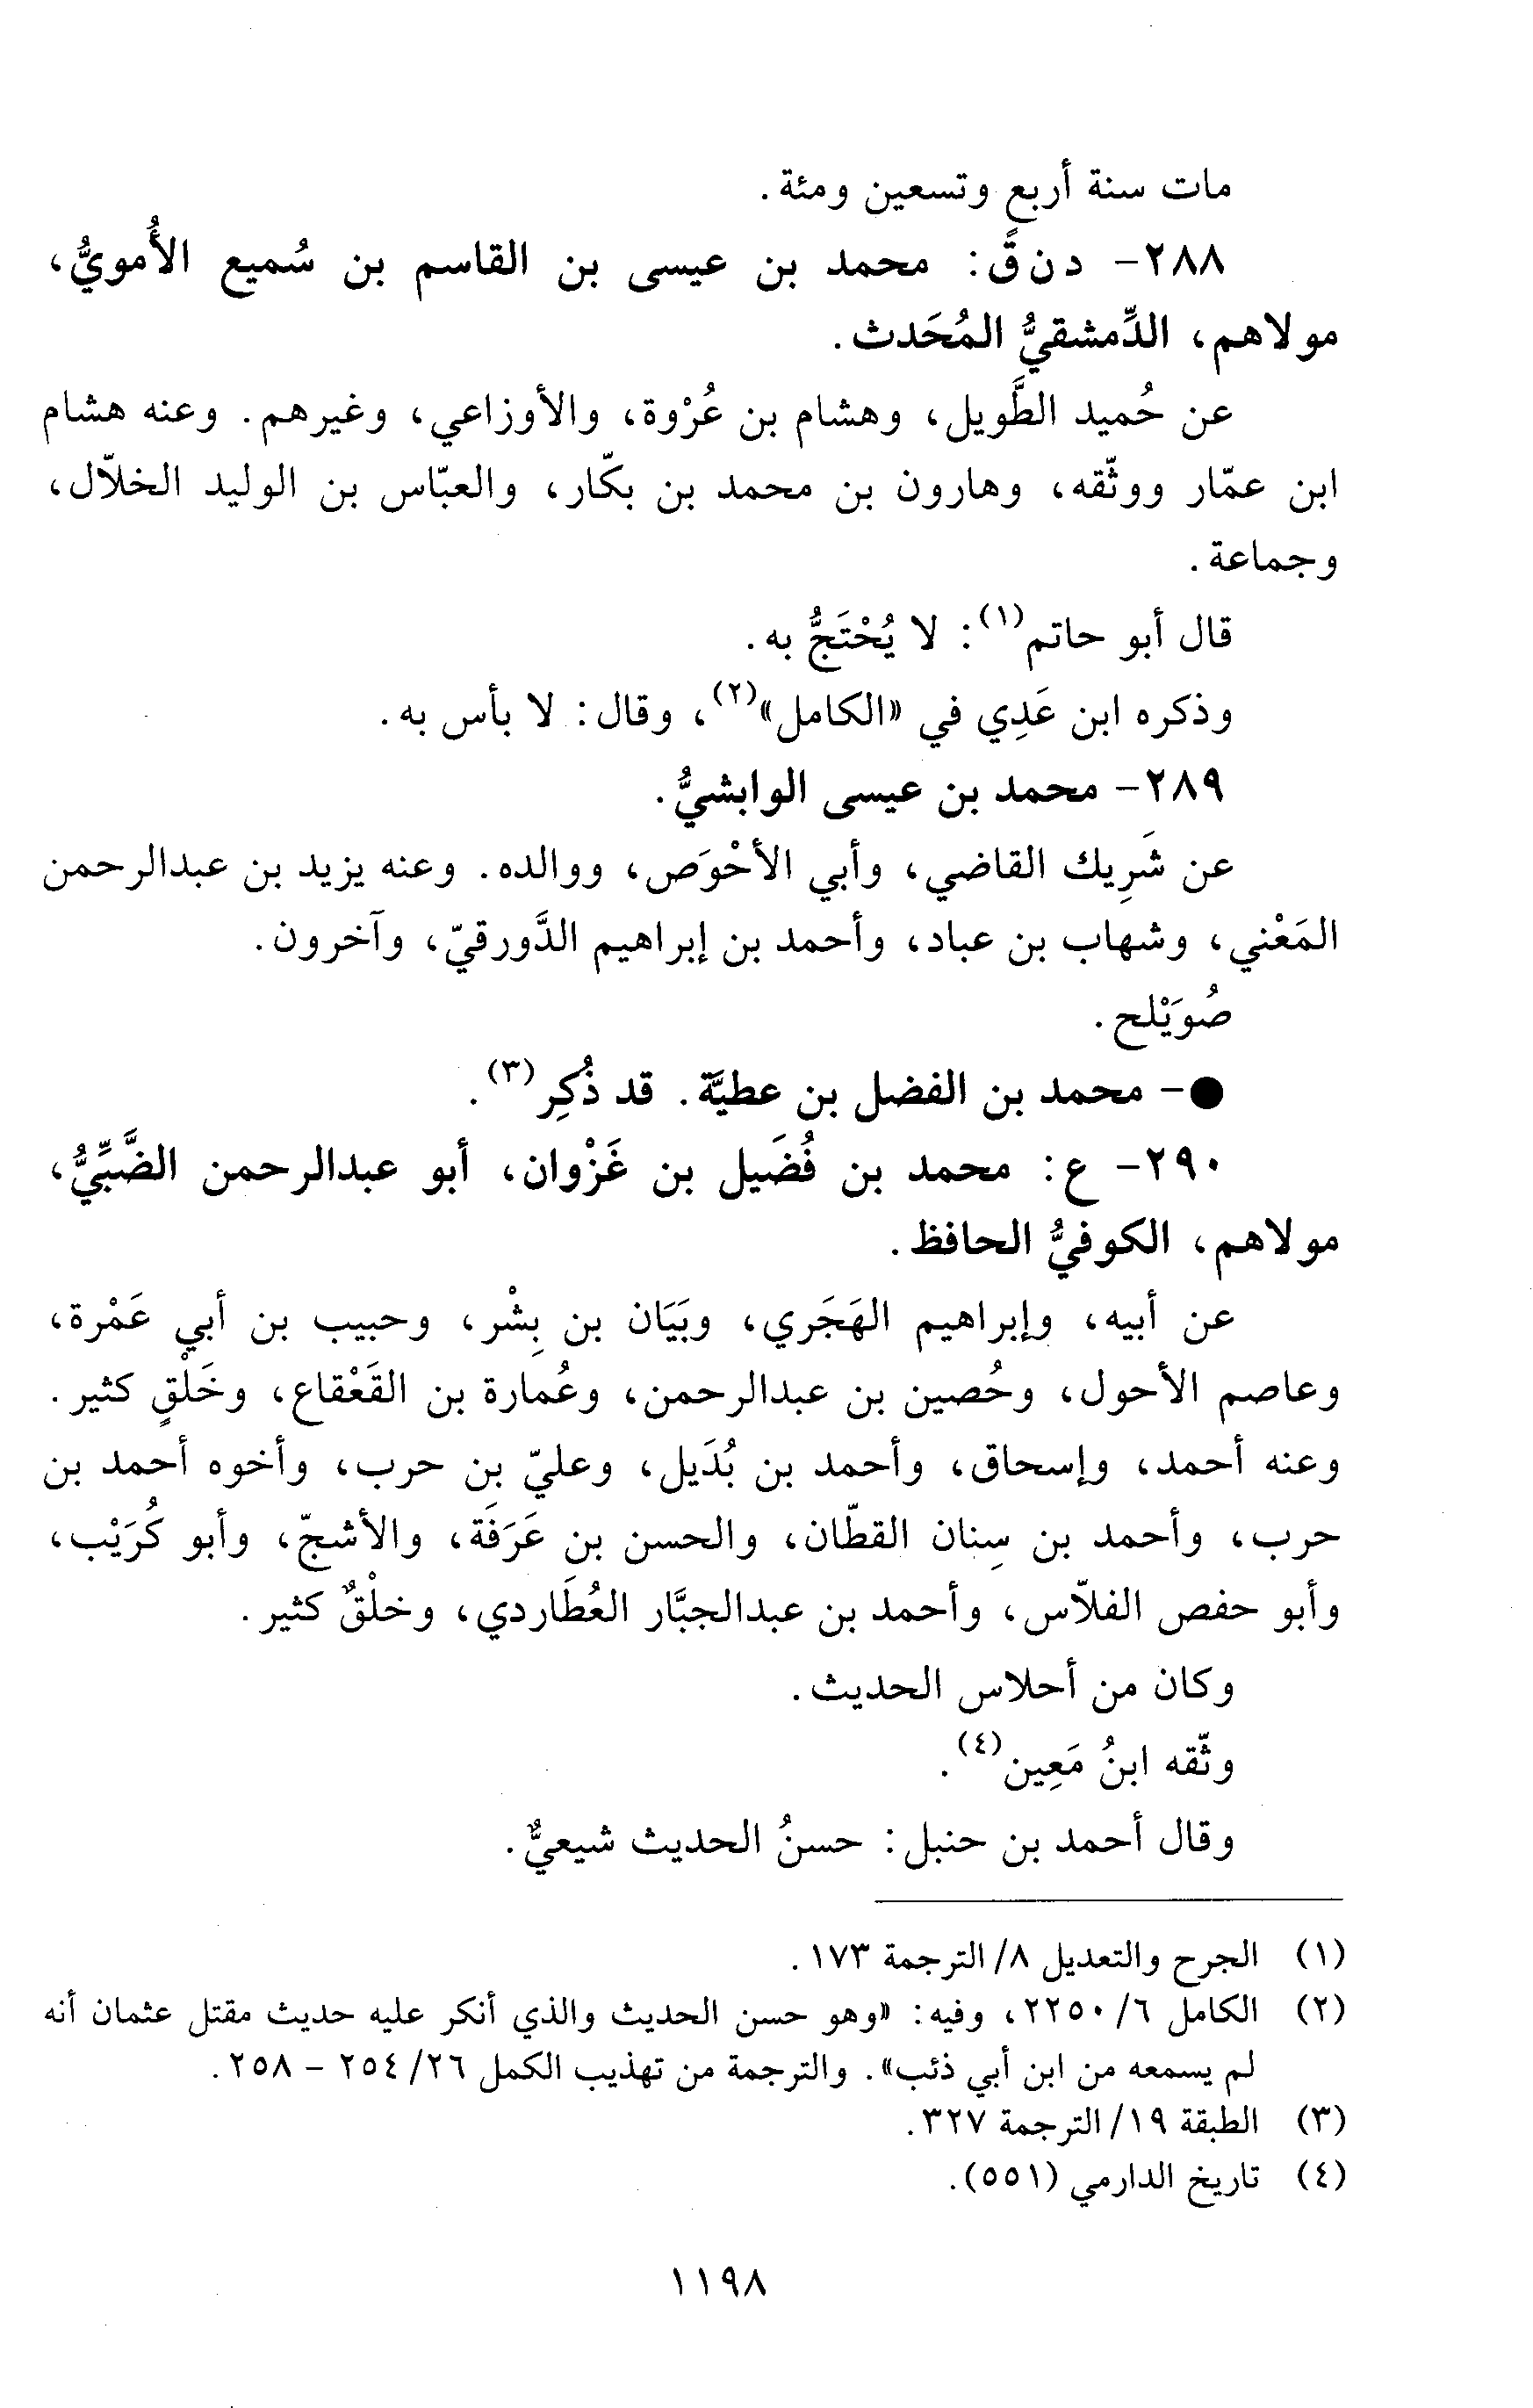 مات سنة أربعٍ وتسعين ومئة.
٢٨٨- د ن ق: محمد بن عيسى بن القاسم بن سُميع الأُمويُّ،
مولاهم، الدِّمشقيُّ المُحَدث.
عن حُميد الطَّويل، وهشام بن عُرْوة، والأوزاعي، وغيرهم. وعنه هشام
ابن عمّار ووثّقه، وهارون بن محمد بن بكّار، والعبّاس بن الوليد الخلّال،
وجماعة.
قال أبو حاتم(١): لا يُحْتَجُّ به.
وذكره ابن عَدِي في «الكامل»(٢)، وقال: لا بأس به.
٢٨٩- محمد بن عيسى الوابشيُّ.
عن شَرِيك القاضي، وأبي الأحْوَص، ووالده. وعنه يزيد بن عبدالرحمن
المَعْني، وشهاب بن عباد، وأحمد بن إبراهيم الدَّورقيّ، وآخرون.
صُوَيْلح.
●- محمد بن الفضل بن عطيَّة. قد ذُكِر(٣).
٢٩٠- ع: محمد بن فُضَيل بن غَزْوان، أبو عبدالرحمن الضَّبِّيُّ،
مولاهم، الكوفيُّ الحافظ.
عن أبيه، وإبراهيم الهَجَري، وبَيَان بن بِشْر، وحبيب بن أبي عَمْرة،
وعاصم الأحول، وحُصين بن عبدالرحمن، وعُمارة بن القَعْقاع، وخَلْقٍ كثير.
وعنه أحمد، وإسحاق، وأحمد بن بُدَيل، وعليّ بن حرب، وأخوه أحمد بن
حرب، وأحمد بن سِنان القطّان، والحسن بن عَرَفَة، والأشجّ، وأبو كُرَيْب،
وأبو حفص الفلّاس، وأحمد بن عبدالجبَّار العُطَاردي، وخلْقٌ كثير.
وكان من أحلاس الحديث.
وثّقه ابنُ مَعِين(٤).
وقال أحمد بن حنبل: حسنُ الحديث شيعيٌّ.
(١) الجرح والتعديل ٨/ الترجمة ١٧٣.
(٢) الكامل ٦/ ٢٢٥٠، وفيه: «وهو حسن الحديث والذي أنكر عليه حديث مقتل عثمان أنه
لم يسمعه من ابن أبي ذئب». والترجمة من تهذيب الكمل ٢٦/ ٢٥٤ - ٢٥٨.
(٣) الطبقة ١٩/ الترجمة ٣٢٧.
(٤) تاريخ الدارمي (٥٥١).
١١٩٨